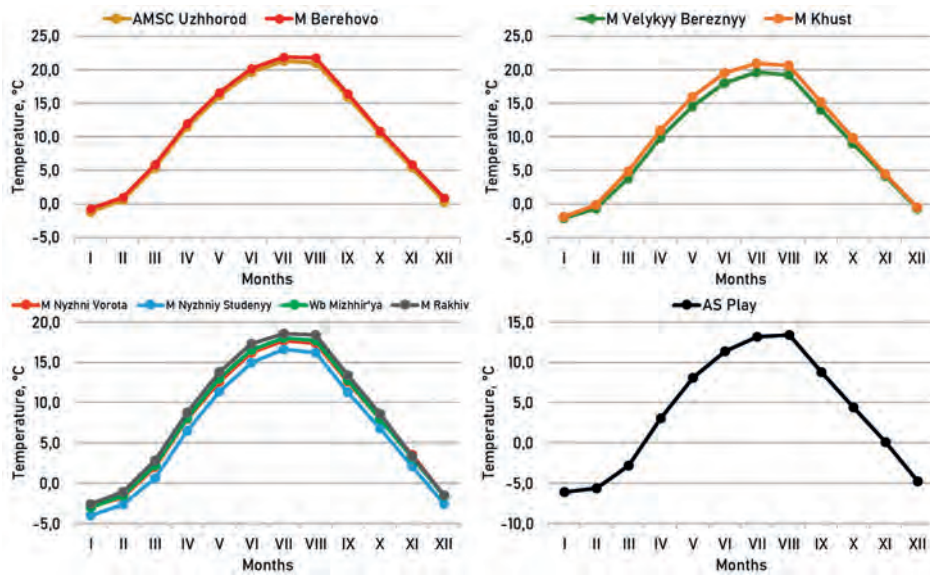 AMSC Uzhhorod M Berehovo
Temperature, °C
25,0
20,0
15,0
10,0
5,0
0,0
-5,0
I II III IV V VI VII VIII IX X XI XII
Months
M Velykyy Bereznyy M Khust
Temperature, °C
25,0
20,0
15,0
10,0
5,0
0,0
-5,0
I II III IV V VI VII VIII IX X XI XII
Months
M Nyzhni Vorota M Nyzhniy Studenyy Wb Mizhhir'ya M Rakhiv
Temperature, °C
20,0
15,0
10,0
5,0
0,0
-5,0
I II III IV V VI VII VIII IX X XI XII
Months
AS Play
Temperature, °C
15,0
10,0
5,0
0,0
-5,0
-10,0
I II III IV V VI VII VIII IX X XI XII
Months